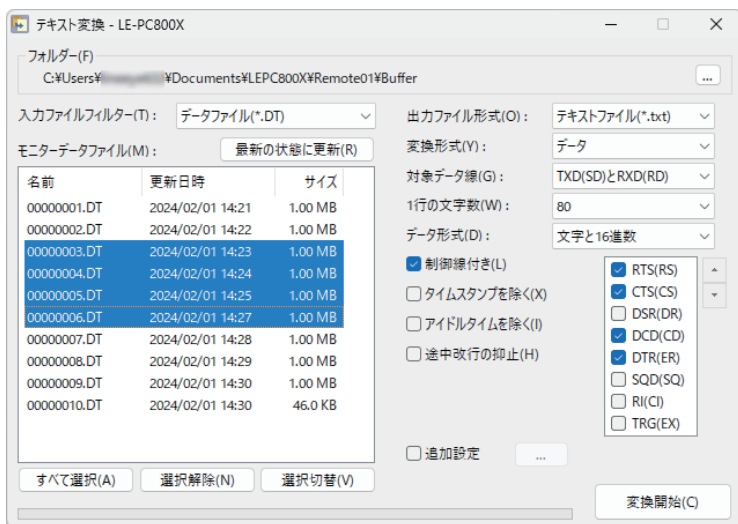 テキスト変換 - LE-PC800X
フォルダー(F)
C:¥Users¥ ¥Documents¥LEPC800X¥Remote01¥Buffer
...
入力ファイルフィルター(T): データファイル(*.DT)
モニターデータファイル(M): 最新の状態に更新(R)
名前 更新日時 サイズ
00000001.DT 2024/02/01 14:21 1.00 MB
00000002.DT 2024/02/01 14:22 1.00 MB
00000003.DT 2024/02/01 14:23 1.00 MB
00000004.DT 2024/02/01 14:24 1.00 MB
00000005.DT 2024/02/01 14:25 1.00 MB
00000006.DT 2024/02/01 14:27 1.00 MB
00000007.DT 2024/02/01 14:28 1.00 MB
00000008.DT 2024/02/01 14:29 1.00 MB
00000009.DT 2024/02/01 14:30 1.00 MB
00000010.DT 2024/02/01 14:30 46.0 KB
すべて選択(A) 選択解除(N) 選択切替(V)
出力ファイル形式(O): テキストファイル(*.txt)
変換形式(Y): データ
対象データ線(G): TXD(SD)とRXD(RD)
1行の文字数(W): 80
データ形式(D): 文字と16進数
制御線付き(L)
タイムスタンプを除く(X)
アイドルタイムを除く(I)
途中改行の抑止(H)
RTS(RS)
CTS(CS)
DSR(DR)
DCD(CD)
DTR(ER)
SQD(SQ)
RI(CI)
TRG(EX)
追加設定 ...
変換開始(C)